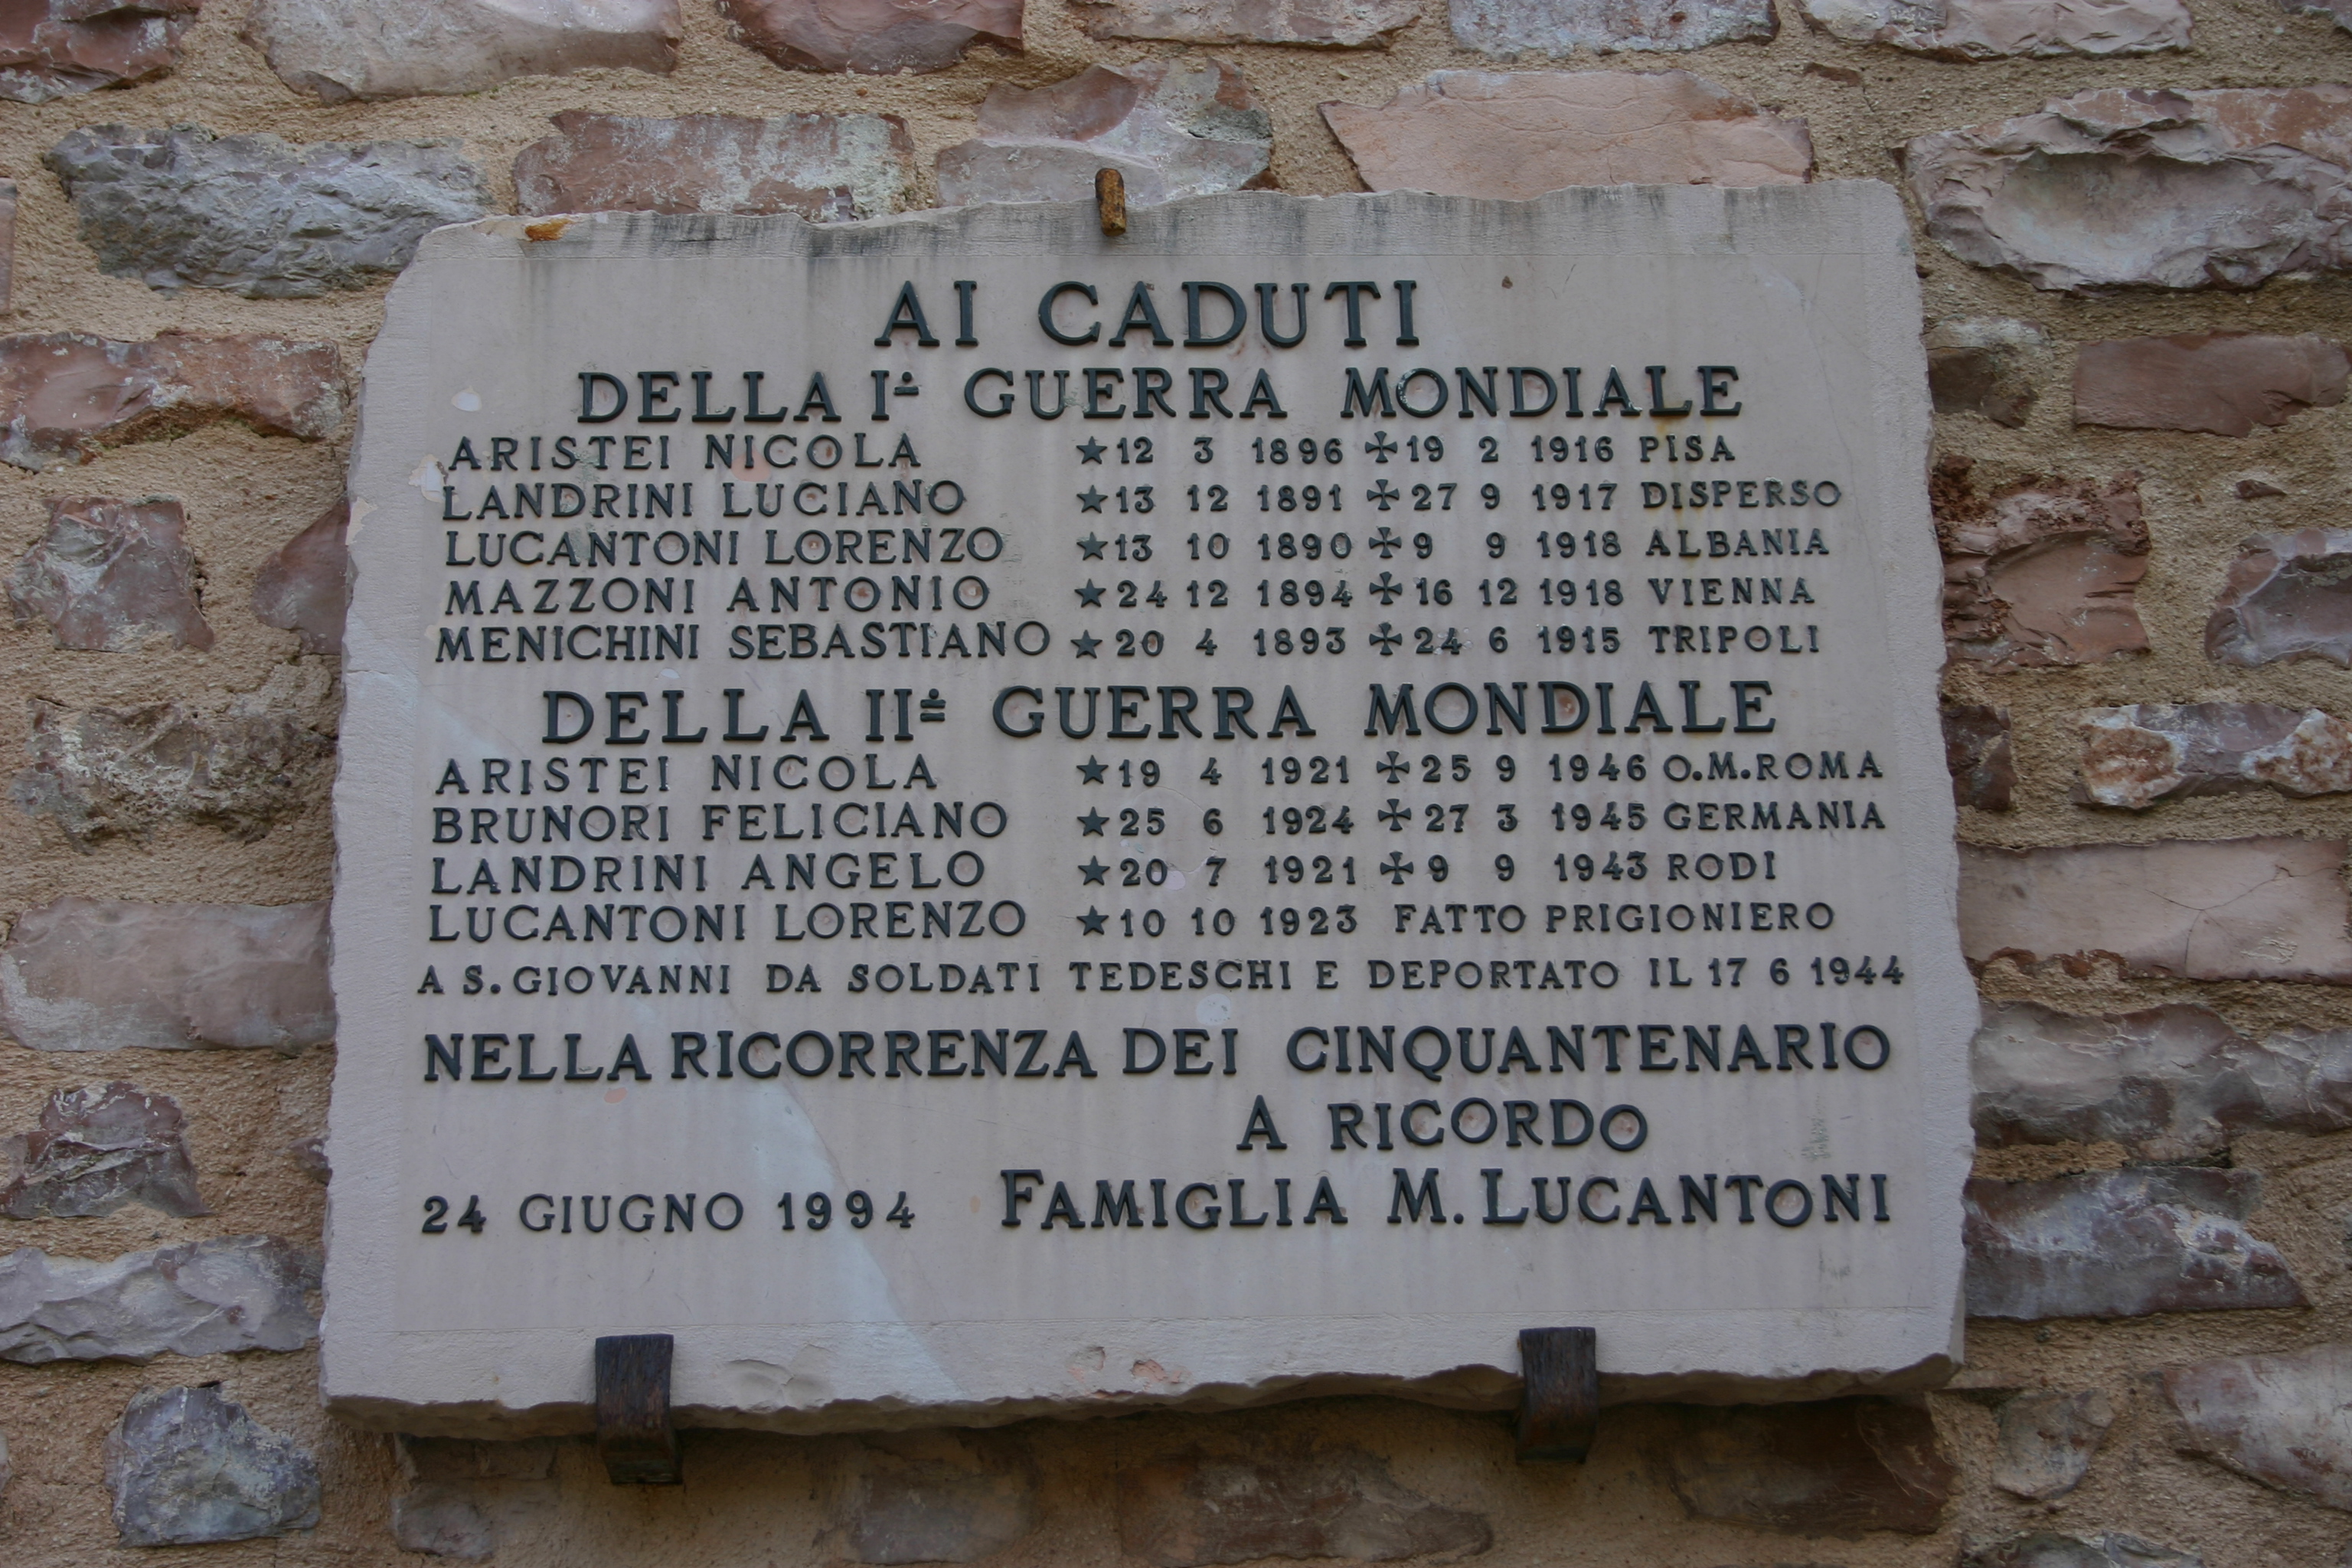 AI CADUTI
DELLA Iª GUERRA MONDIALE
ARISTEI NICOLA ★12 3 1896 ✠19 2 1916 PISA
LANDRINI LUCIANO ★13 12 1891 ✠27 9 1917 DISPERSO
LUCANTONI LORENZO ★13 10 1890 ✠9 9 1918 ALBANIA
MAZZONI ANTONIO ★24 12 1894 ✠16 12 1918 VIENNA
MENICHINI SEBASTIANO ★20 4 1893 ✠24 6 1915 TRIPOLI
DELLA IIª GUERRA MONDIALE
ARISTEI NICOLA ★19 4 1921 ✠25 9 1946 O.M.ROMA
BRUNORI FELICIANO ★25 6 1924 ✠27 3 1945 GERMANIA
LANDRINI ANGELO ★20 7 1921 ✠9 9 1943 RODI
LUCANTONI LORENZO ★10 10 1923 FATTO PRIGIONIERO
A S. GIOVANNI DA SOLDATI TEDESCHI E DEPORTATO IL 17 6 1944
NELLA RICORRENZA DEI CINQUANTENARIO
A RICORDO
24 GIUGNO 1994 FAMIGLIA M. LUCANTONI